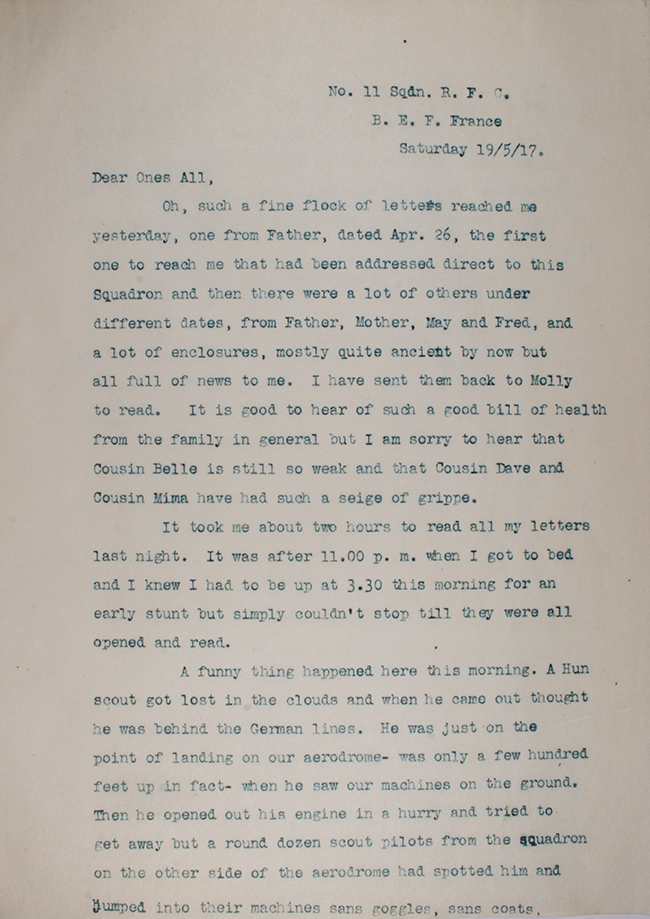 No. 11 Sqdn. R. F. C.
B. E. F. France
Saturday 19/5/17.
Dear Ones All,
Oh, such a fine flock of letters reached me
yesterday, one from Father, dated Apr. 26, the first
one to reach me that had been addressed direct to this
Squadron and then there were a lot of others under
different dates, from Father, Mother, May and Fred, and
a lot of enclosures, mostly quite ancient by now but
all full of news to me. I have sent them back to Molly
to read. It is good to hear of such a good bill of health
from the family in general but I am sorry to hear that
Cousin Belle is still so weak and that Cousin Dave and
Cousin Mima have had such a seige of grippe.
It took me about two hours to read all my letters
last night. It was after 11.00 p. m. when I got to bed
and I knew I had to be up at 3.30 this morning for an
early stunt but simply couldn't stop till they were all
opened and read.
A funny thing happened here this morning. A Hun
scout got lost in the clouds and when he came out thought
he was behind the German lines. He was just on the
point of landing on our aerodrome- was only a few hundred
feet up in fact- when he saw our machines on the ground.
Then he opened out his engine in a hurry and tried to
get away but a round dozen scout pilots from the squadron
on the other side of the aerodrome had spotted him and
jumped into their machines sans goggles, sans coats,